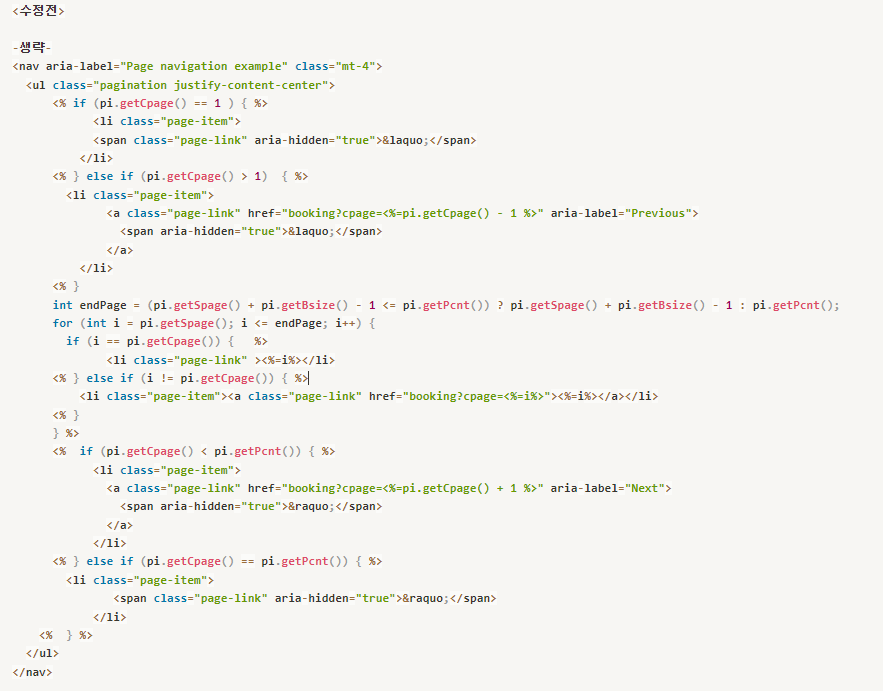 <수정전>
-생략-
<nav aria-label="Page navigation example" class="mt-4">
<ul class="pagination justify-content-center">
<% if (pi.getCpage() == 1 ) { %>
<li class="page-item">
<span class="page-link" aria-hidden="true">&laquo;</span>
</li>
<% } else if (pi.getCpage() > 1)  { %>
<li class="page-item">
<a class="page-link" href="booking?cpage=<%=pi.getCpage() - 1 %>" aria-label="Previous">
<span aria-hidden="true">&laquo;</span>
</a>
</li>
<% }
int endPage = (pi.getSpage() + pi.getBsize() - 1 <= pi.getPcnt()) ? pi.getSpage() + pi.getBsize() - 1 : pi.getPcnt();
for (int i = pi.getSpage(); i <= endPage; i++) {
if (i == pi.getCpage()) {   %>
<li class="page-link" ><%=i%></li>
<% } else if (i != pi.getCpage()) { %>
<li class="page-item"><a class="page-link" href="booking?cpage=<%=i%>"><%=i%></a></li>
<% }
} %>
<%  if (pi.getCpage() < pi.getPcnt()) { %>
<li class="page-item">
<a class="page-link" href="booking?cpage=<%=pi.getCpage() + 1 %>" aria-label="Next">
<span aria-hidden="true">&raquo;</span>
</a>
</li>
<% } else if (pi.getCpage() == pi.getPcnt()) { %>
<li class="page-item">
<span class="page-link" aria-hidden="true">&raquo;</span>
</li>
<%  } %>
</ul>
</nav>